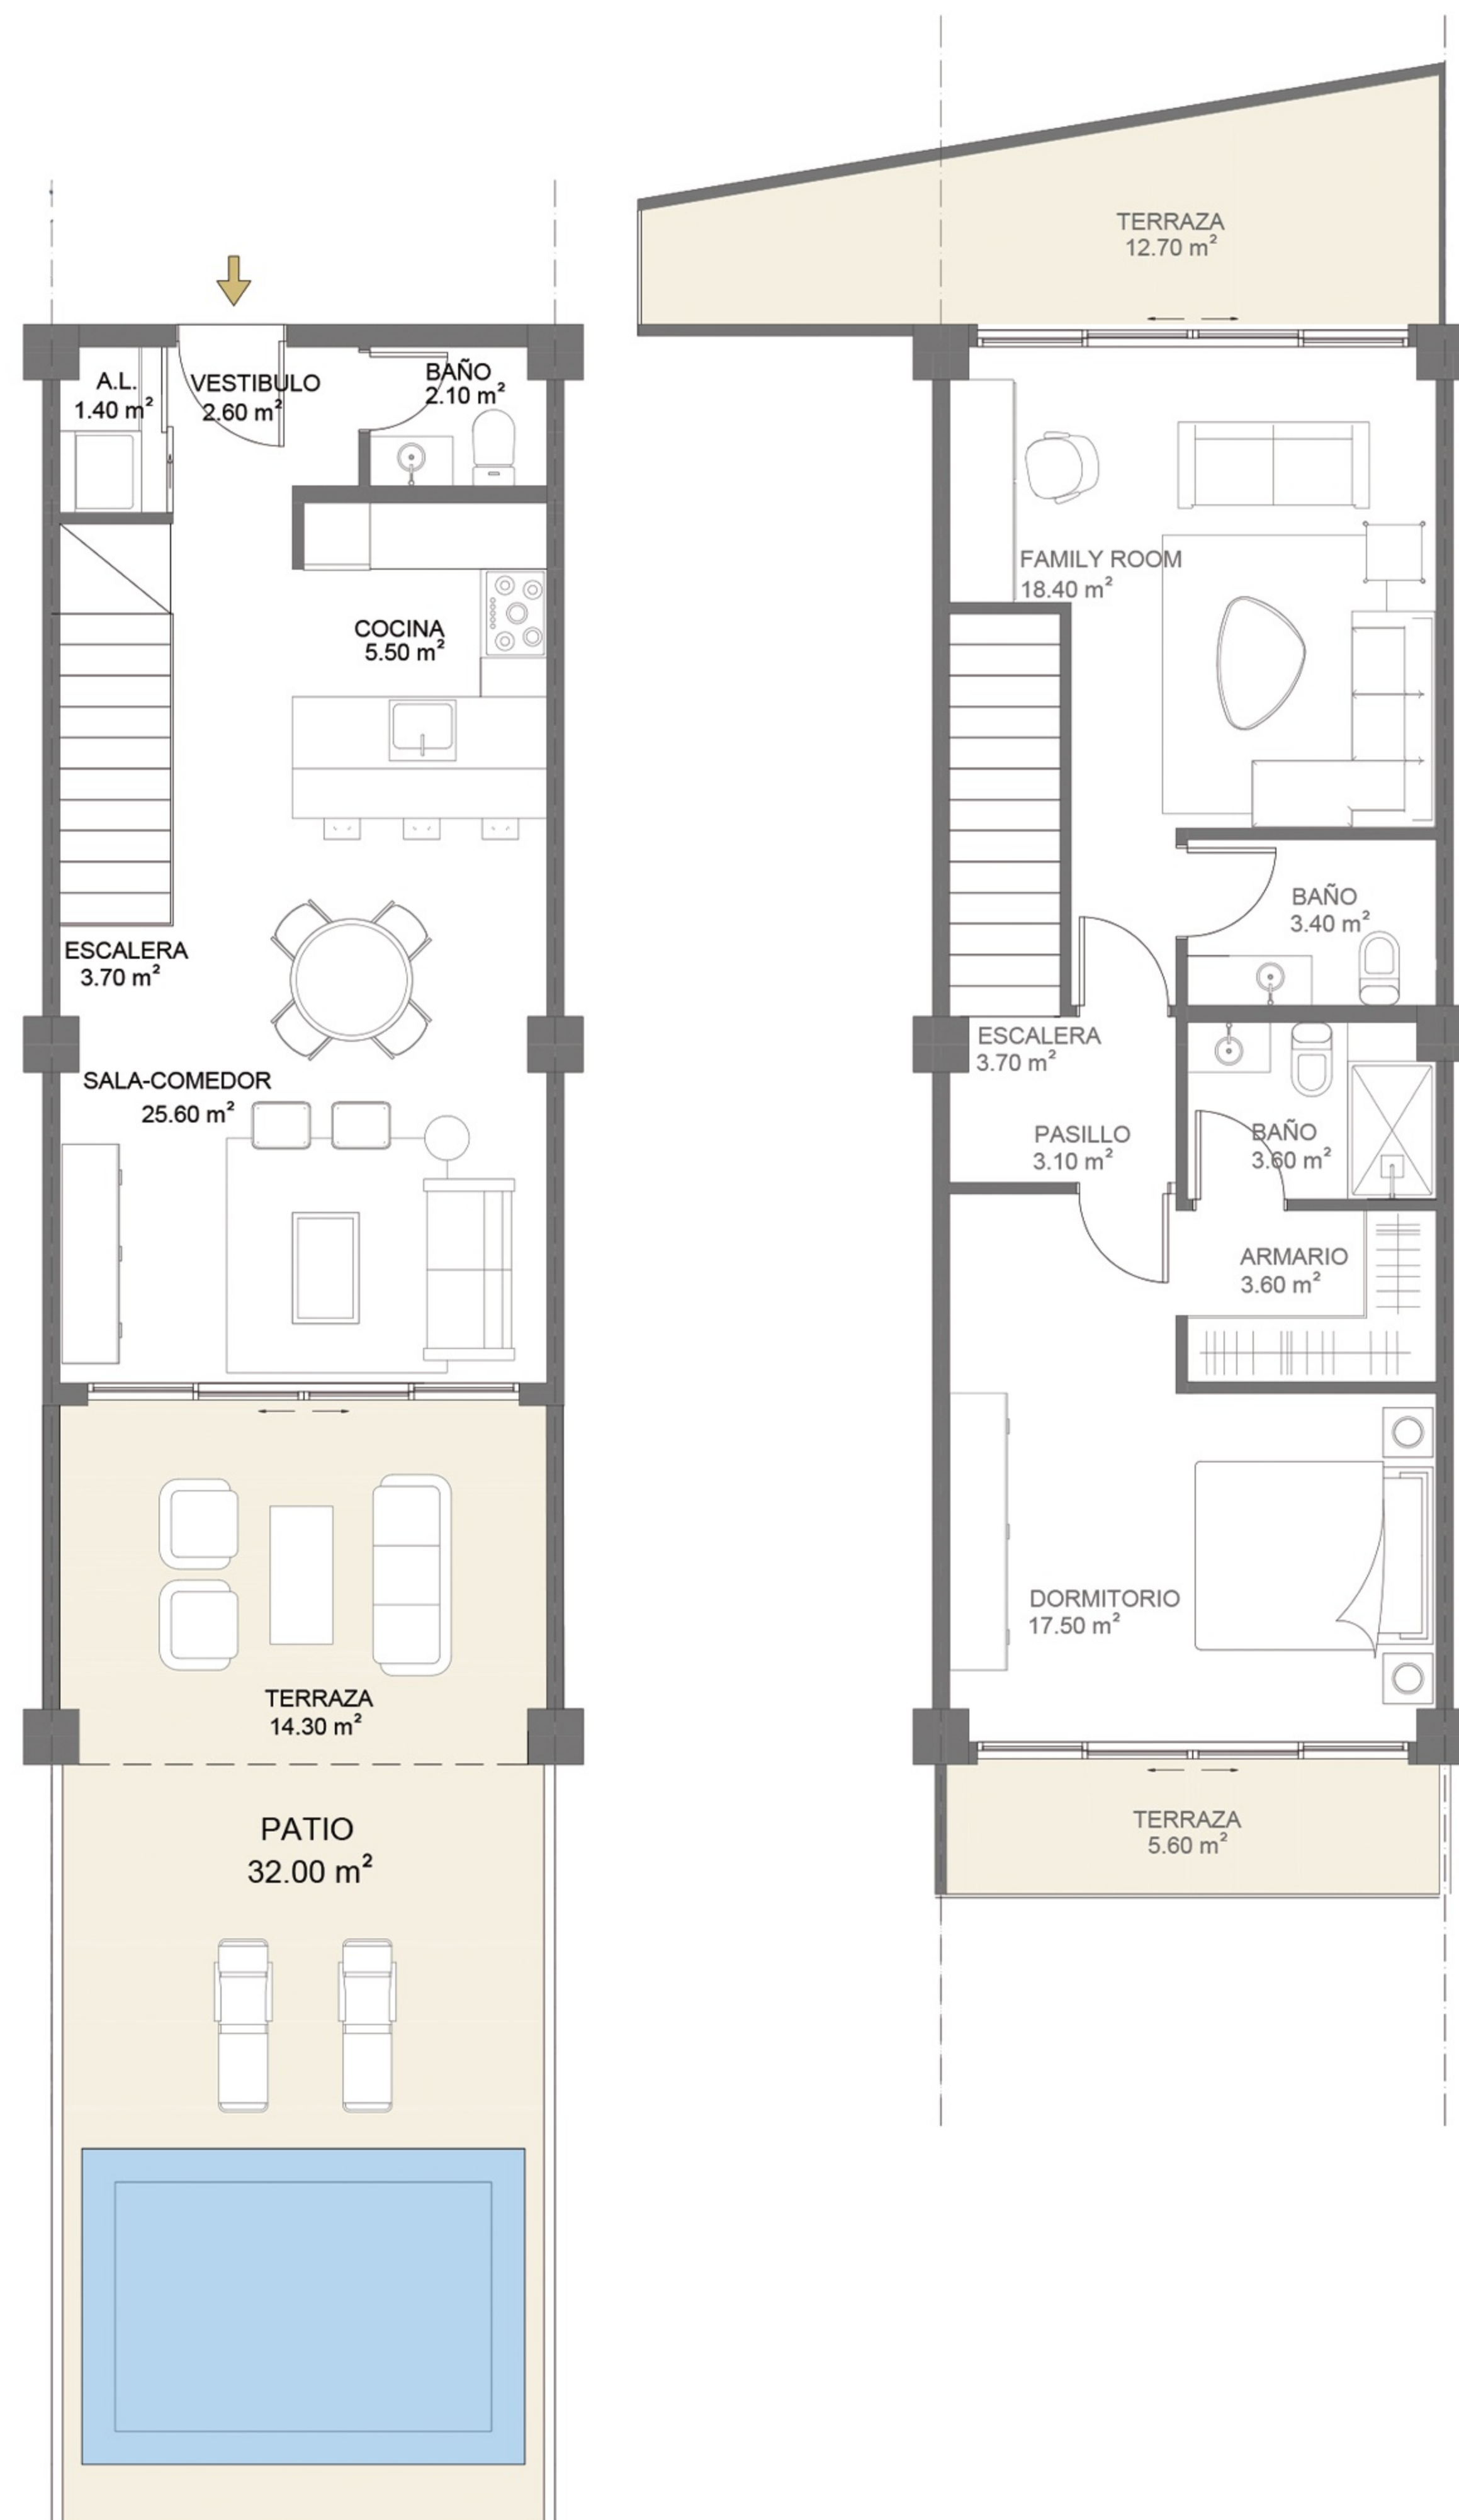 A.L.
1.40 m²
VESTIBULO
2.60 m²
BAÑO
2.10 m²
COCINA
5.50 m²
ESCALERA
3.70 m²
SALA-COMEDOR
25.60 m²
TERRAZA
14.30 m²
PATIO
32.00 m²
TERRAZA
12.70 m²
FAMILY ROOM
18.40 m²
BAÑO
3.40 m²
ESCALERA
3.70 m²
PASILLO
3.10 m²
BAÑO
3.60 m²
ARMARIO
3.60 m²
DORMITORIO
17.50 m²
TERRAZA
5.60 m²